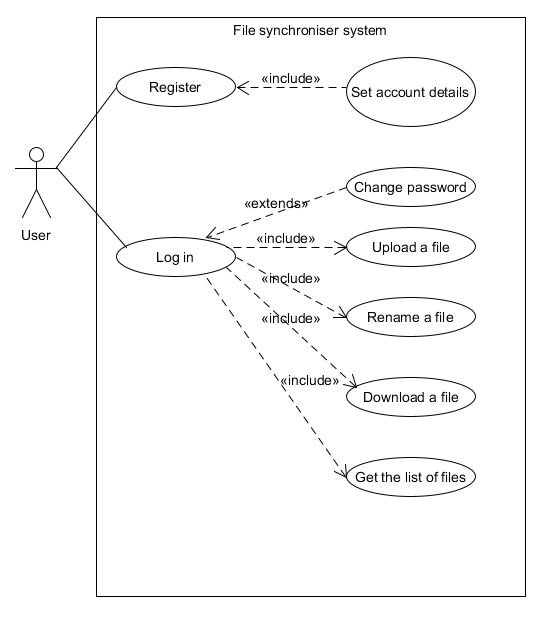 File synchroniser system
«include»
Register
Set account details
Change password
«extends»
User
«include»
Upload a file
Log in
«include»
Rename a file
«include»
«include»
Download a file
Get the list of files